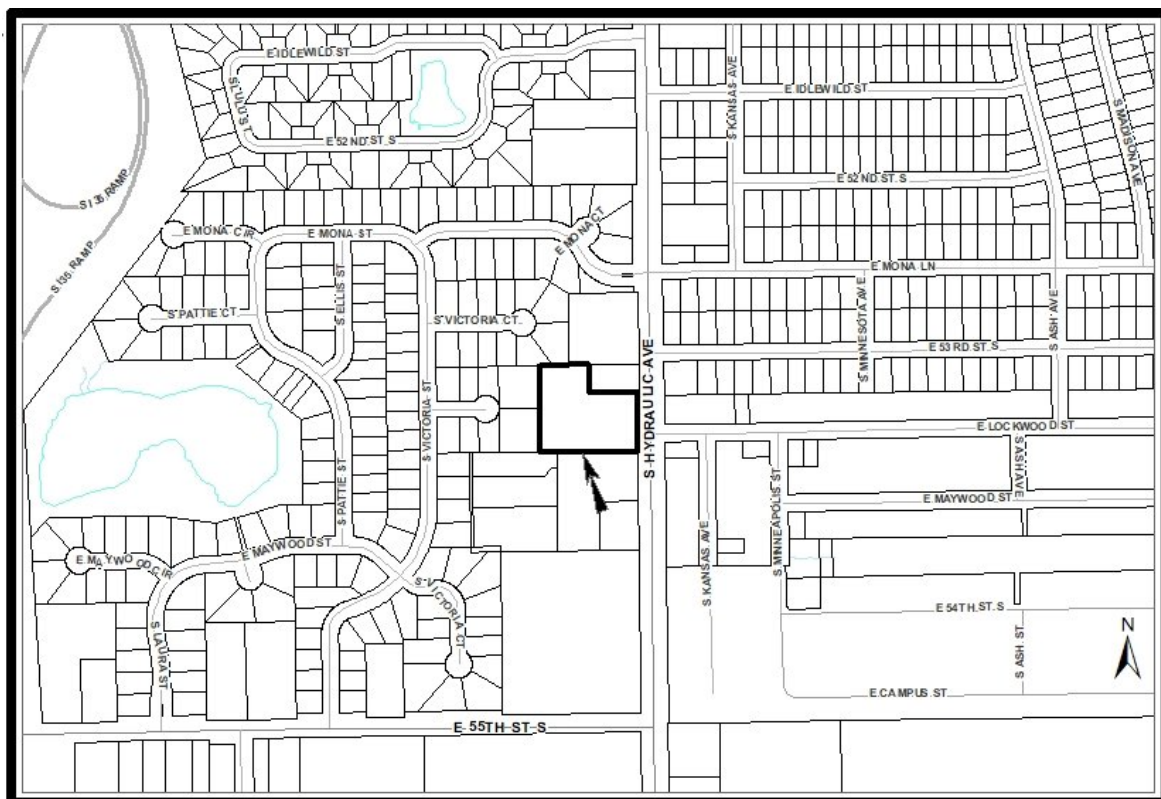 E IDLEWILD ST
S LULU ST
E 52ND ST S
S KANSAS AVE
E IDLEWILD ST
S MADISON AVE
E 52ND ST S
S I35 RAMP
S I35 RAMP
E MONA CIR
E MONA ST
E MONA CT
E MONA LN
S PATTIE CT
S ELLIS ST
S VICTORIA CT
S MINNESOTA AVE
S ASH AVE
E 53RD ST S
S HYDRAULIC AVE
S VICTORIA ST
E LOCKWOOD ST
S PATTIE ST
S MINNEAPOLIS ST
S ASH AVE
E MAYWOOD ST
E MAYWOOD ST
E MAYWOOD CIR
S KANSAS AVE
S VICTORIA CT
E 54TH ST S
S LAURA ST
S ASH ST
N
E CAMPUS ST
E 55TH ST S